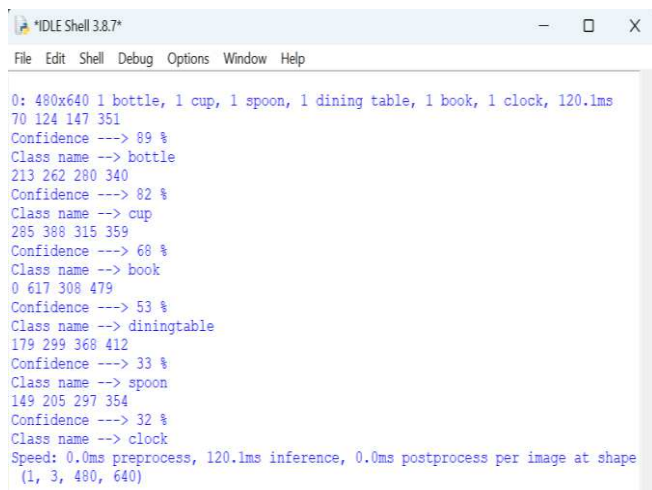 *IDLE Shell 3.8.7*
File Edit Shell Debug Options Window Help
0: 480x640 1 bottle, 1 cup, 1 spoon, 1 dining table, 1 book, 1 clock, 120.1ms
70 124 147 351
Confidence ---> 89 %
Class name --> bottle
213 262 280 340
Confidence ---> 82 %
Class name --> cup
285 388 315 359
Confidence ---> 68 %
Class name --> book
0 617 308 479
Confidence ---> 53 %
Class name --> diningtable
179 299 368 412
Confidence ---> 33 %
Class name --> spoon
149 205 297 354
Confidence ---> 32 %
Class name --> clock
Speed: 0.0ms preprocess, 120.1ms inference, 0.0ms postprocess per image at shape
(1, 3, 480, 640)